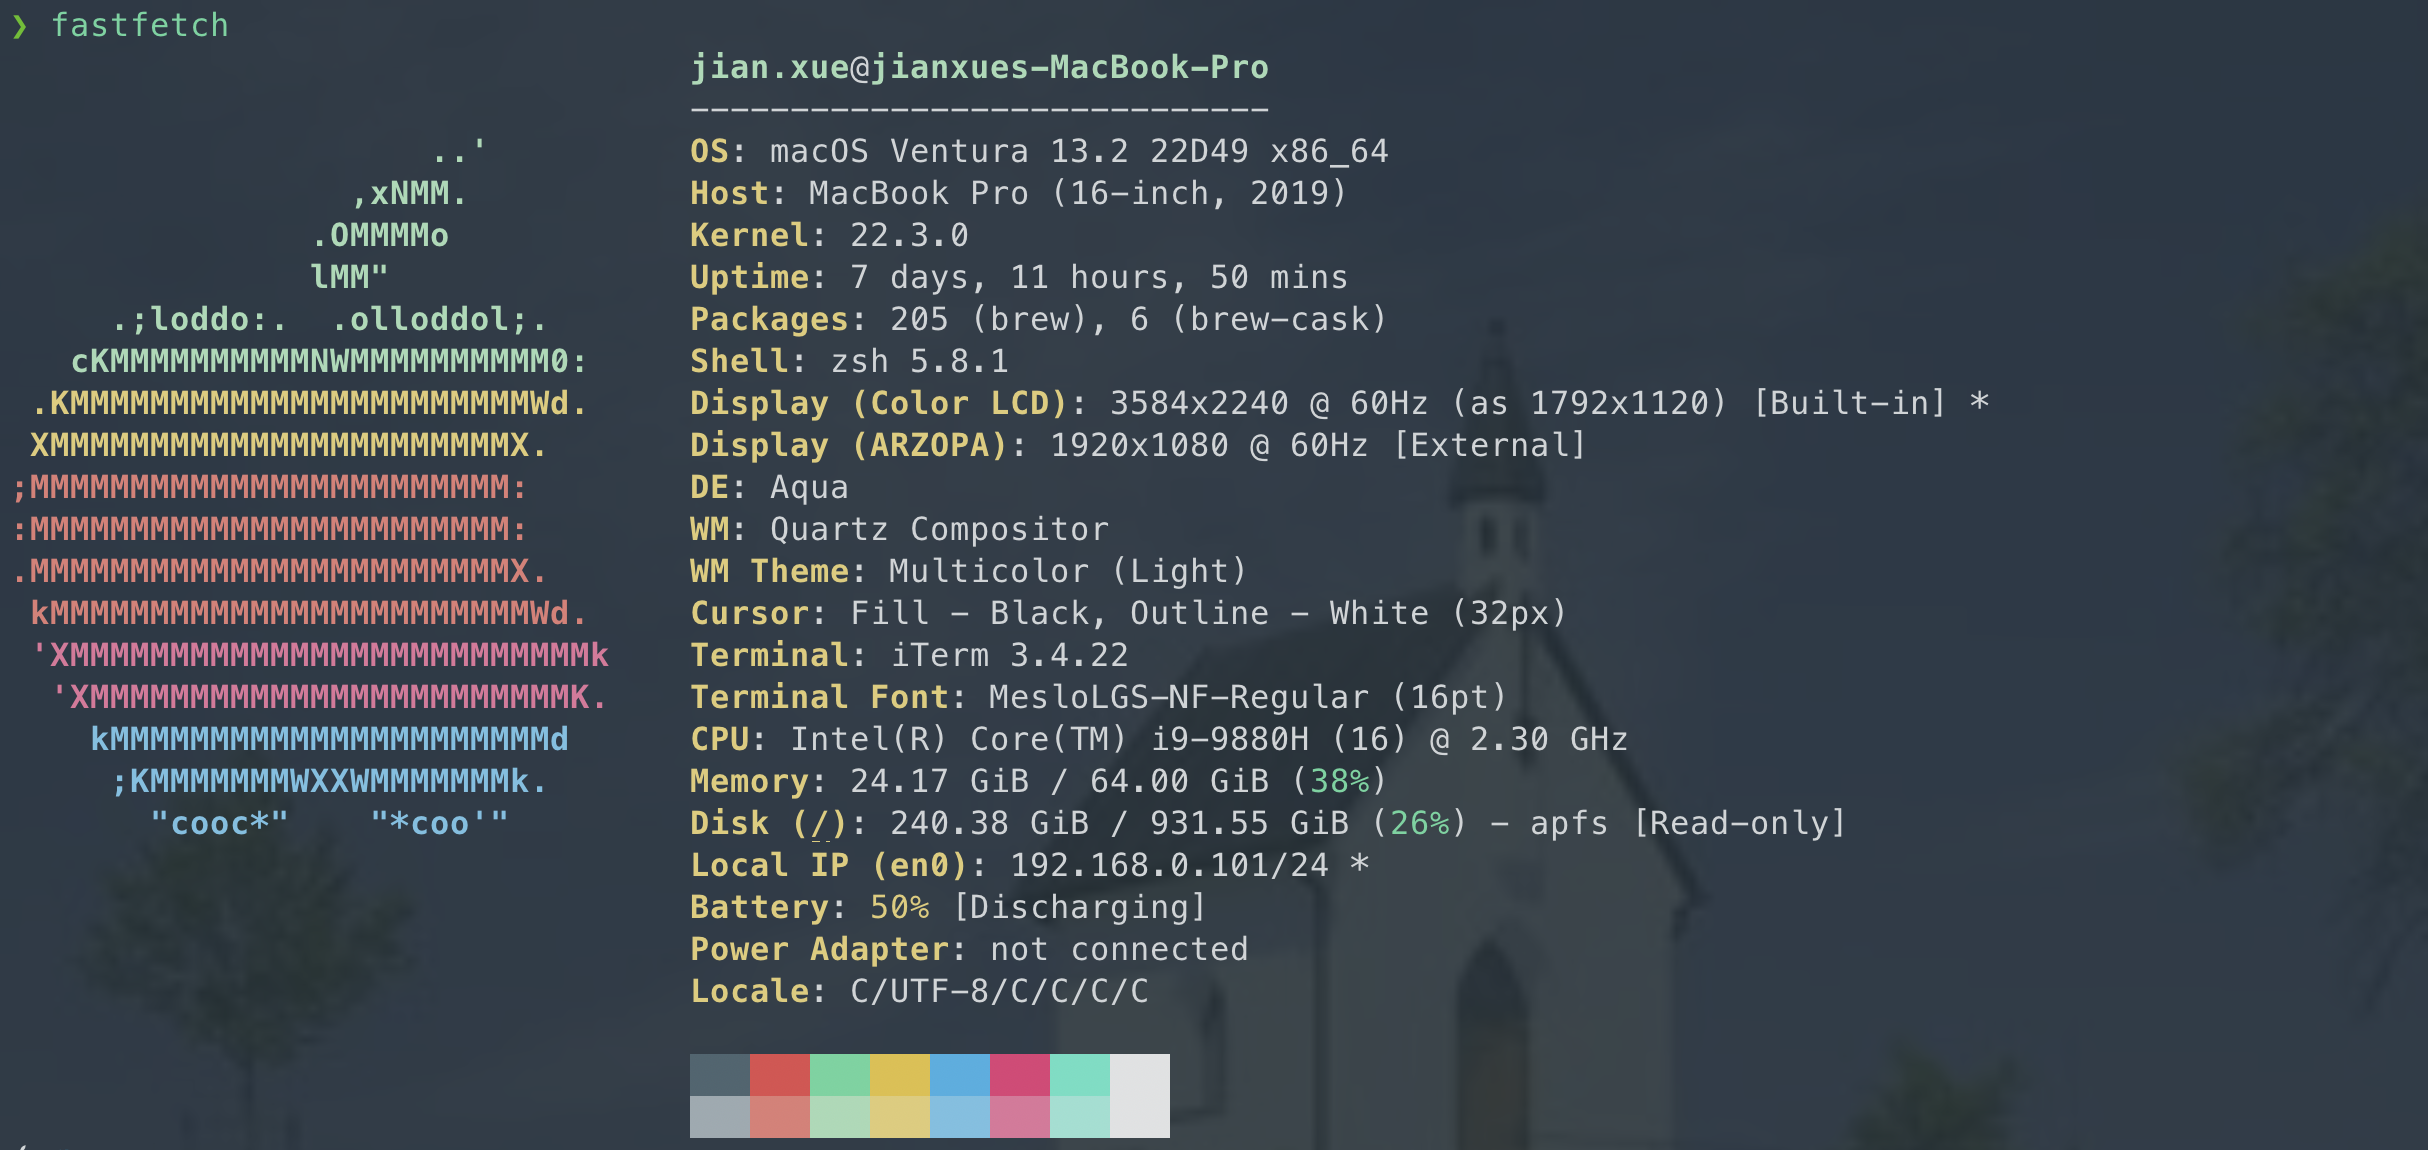 ❯ fastfetch
jian.xue@jianxues-MacBook-Pro
-----------------------------
..' OS: macOS Ventura 13.2 22D49 x86_64
,xNMM. Host: MacBook Pro (16-inch, 2019)
.OMMMMo Kernel: 22.3.0
lMM" Uptime: 7 days, 11 hours, 50 mins
.;loddo:. .olloddol;. Packages: 205 (brew), 6 (brew-cask)
cKMMMMMMMMMMNWMMMMMMMMMM0: Shell: zsh 5.8.1
.KMMMMMMMMMMMMMMMMMMMMMMMWd. Display (Color LCD): 3584x2240 @ 60Hz (as 1792x1120) [Built-in] *
XMMMMMMMMMMMMMMMMMMMMMMMX. Display (ARZOPA): 1920x1080 @ 60Hz [External]
;MMMMMMMMMMMMMMMMMMMMMMMM: DE: Aqua
:MMMMMMMMMMMMMMMMMMMMMMMM: WM: Quartz Compositor
.MMMMMMMMMMMMMMMMMMMMMMMMX. WM Theme: Multicolor (Light)
kMMMMMMMMMMMMMMMMMMMMMMMMWd. Cursor: Fill - Black, Outline - White (32px)
'XMMMMMMMMMMMMMMMMMMMMMMMMMMk Terminal: iTerm 3.4.22
'XMMMMMMMMMMMMMMMMMMMMMMMMK. Terminal Font: MesloLGS-NF-Regular (16pt)
kMMMMMMMMMMMMMMMMMMMMMMd CPU: Intel(R) Core(TM) i9-9880H (16) @ 2.30 GHz
;KMMMMMMMWXXWMMMMMMMk. Memory: 24.17 GiB / 64.00 GiB (38%)
"cooc*" "*coo'" Disk (/): 240.38 GiB / 931.55 GiB (26%) - apfs [Read-only]
Local IP (en0): 192.168.0.101/24 *
Battery: 50% [Discharging]
Power Adapter: not connected
Locale: C/UTF-8/C/C/C/C